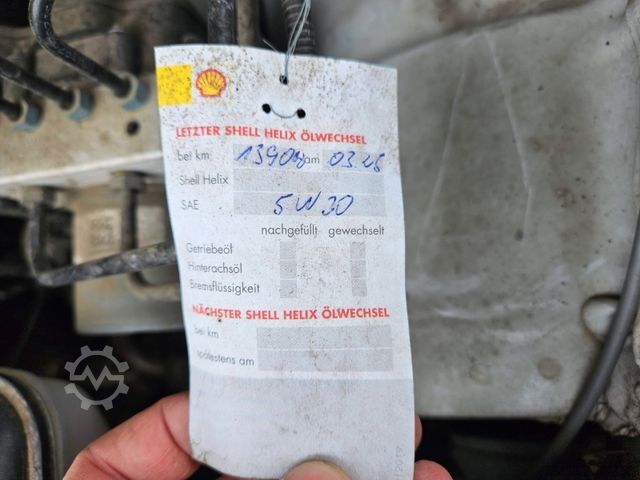 LETZTER SHELL HELIX ÖLWECHSEL
bei km am 03.26
Shell Helix
SAE 5W30
nachgefüllt gewechselt
Getriebeöl
Hinterachsöl
Bremsflüssigkeit
NÄCHSTER SHELL HELIX ÖLWECHSEL
bei km
spätestens am